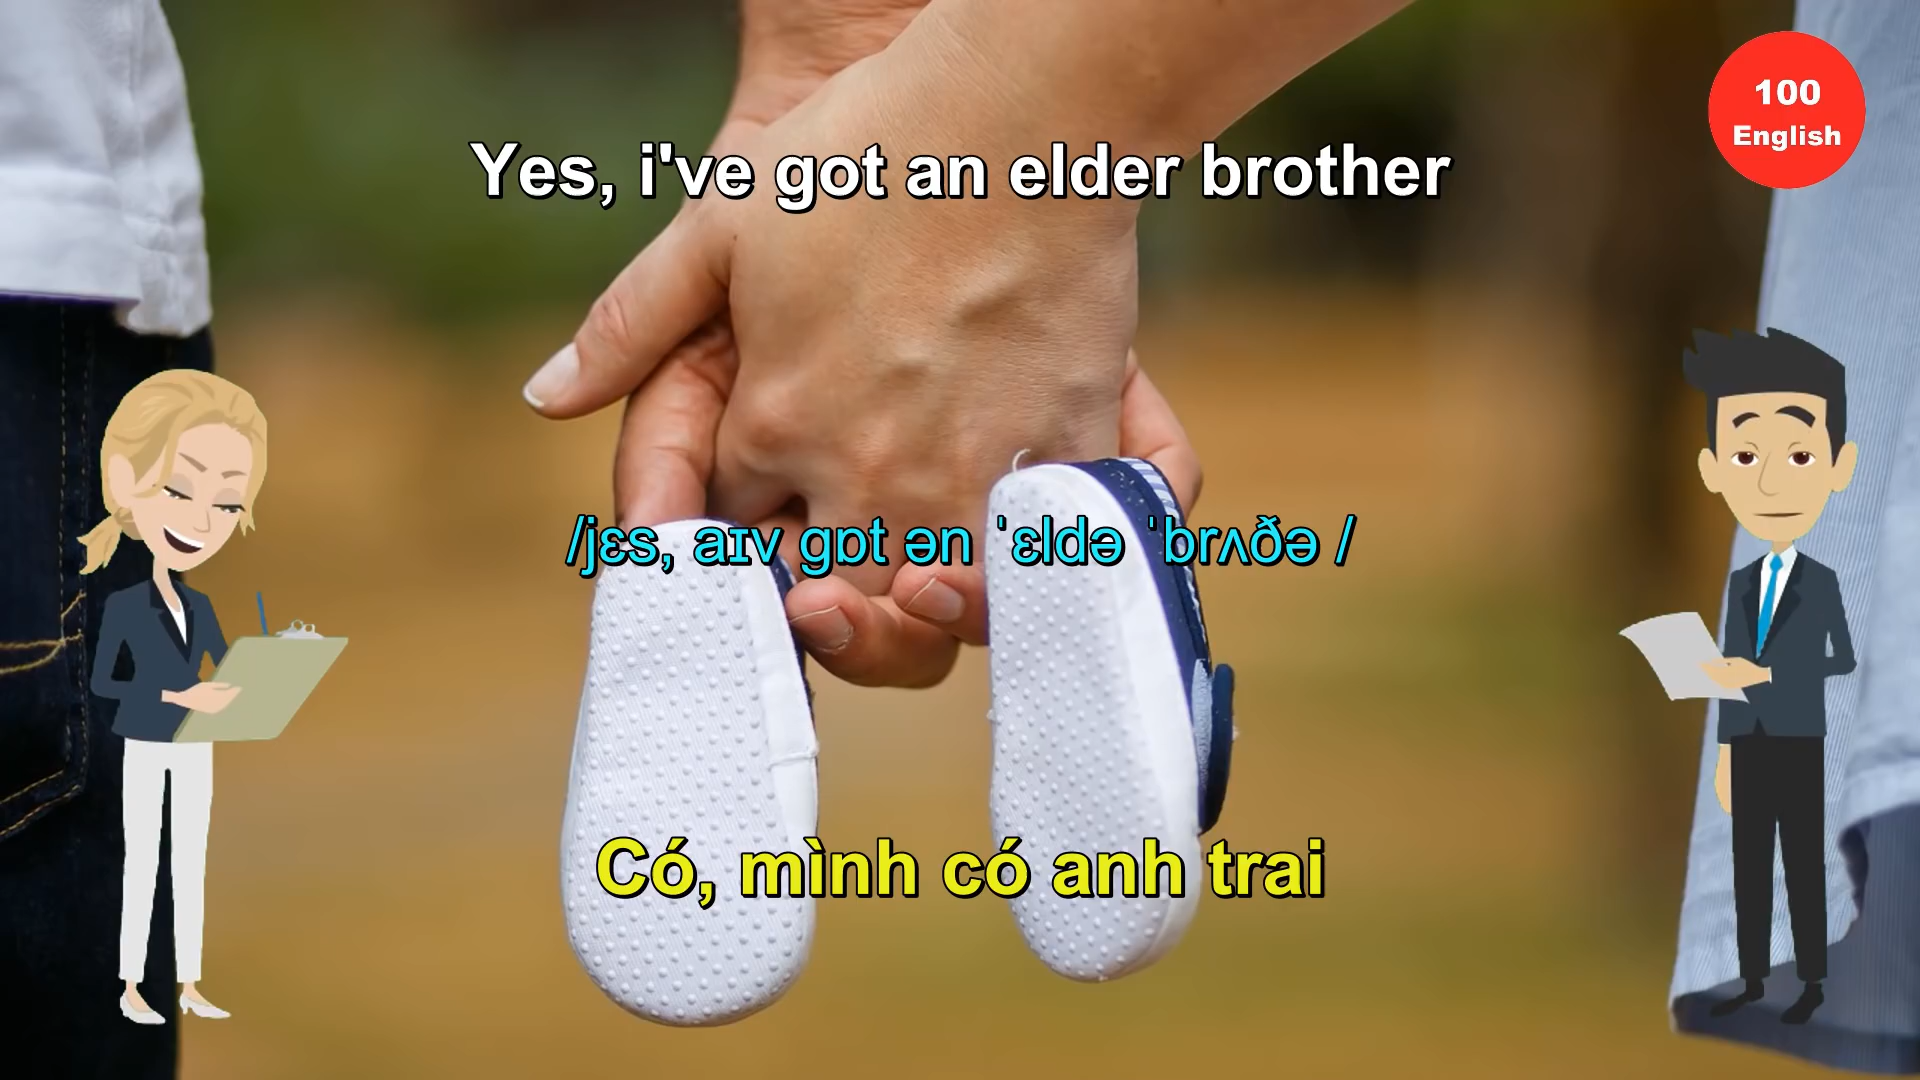 100
English
Yes, i've got an elder brother
/jɛs, aɪv gɒt ən ˈɛldə ˈbrʌðə /
Có, mình có anh trai